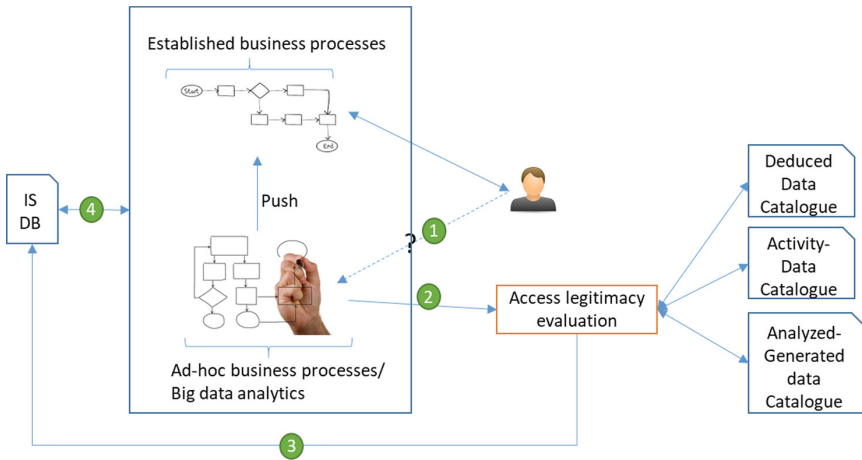 Established business processes
Start
End
Push
IS
DB
4
1
?
2
Ad-hoc business processes/
Big data analytics
Access legitimacy
evaluation
Deduced
Data
Catalogue
Activity-
Data
Catalogue
Analyzed-
Generated
data
Catalogue
3